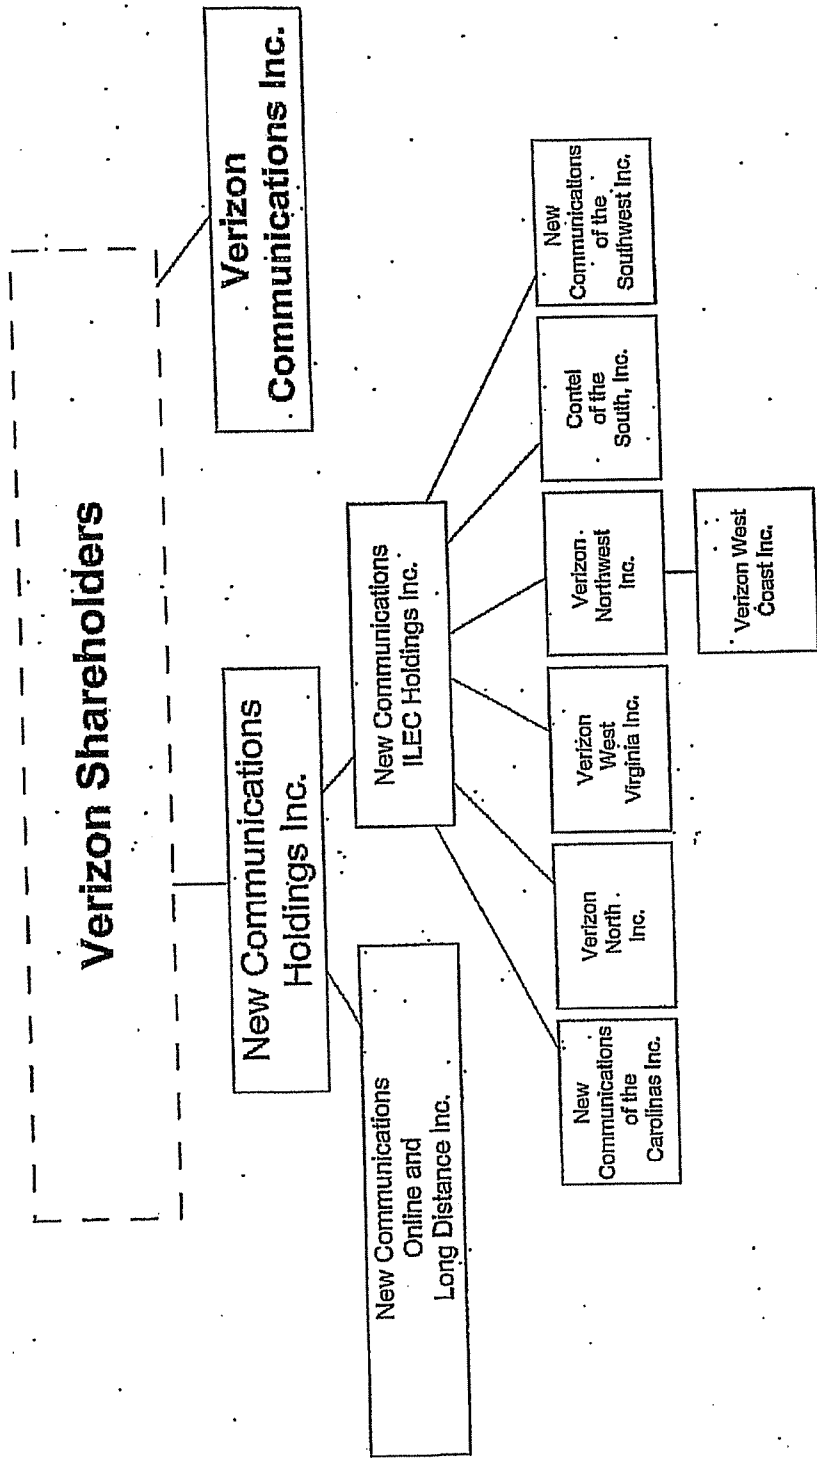 Verizon Shareholders
New Communications
Holdings Inc.
Verizon
Communications Inc.
New Communications
Online and
Long Distance Inc.
New Communications
ILEC Holdings Inc.
New
Communications
of the
Carolinas Inc.
Verizon
North
Inc.
Verizon
West
Virginia Inc.
Verizon
Northwest
Inc.
Contel
of the
South, Inc.
New
Communications
of the
Southwest Inc.
Verizon West
Coast Inc.